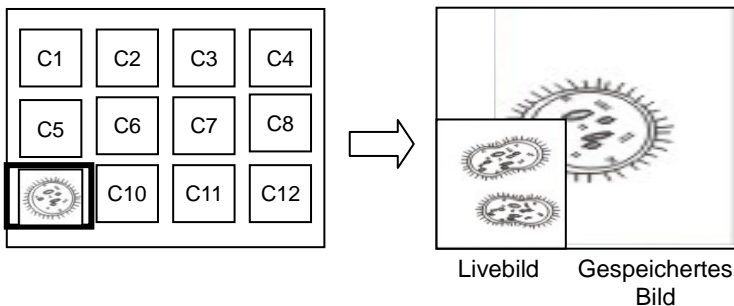 C1 C2 C3 C4
C5 C6 C7 C8
C10 C11 C12
Livebild Gespeichertes
Bild